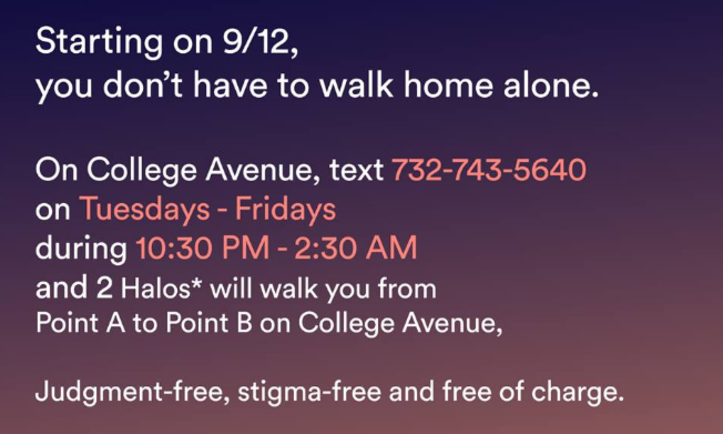 Starting on 9/12,
you don't have to walk home alone.
On College Avenue, text 732-743-5640
on Tuesdays - Fridays
during 10:30 PM - 2:30 AM
and 2 Halos* will walk you from
Point A to Point B on College Avenue,
Judgment-free, stigma-free and free of charge.